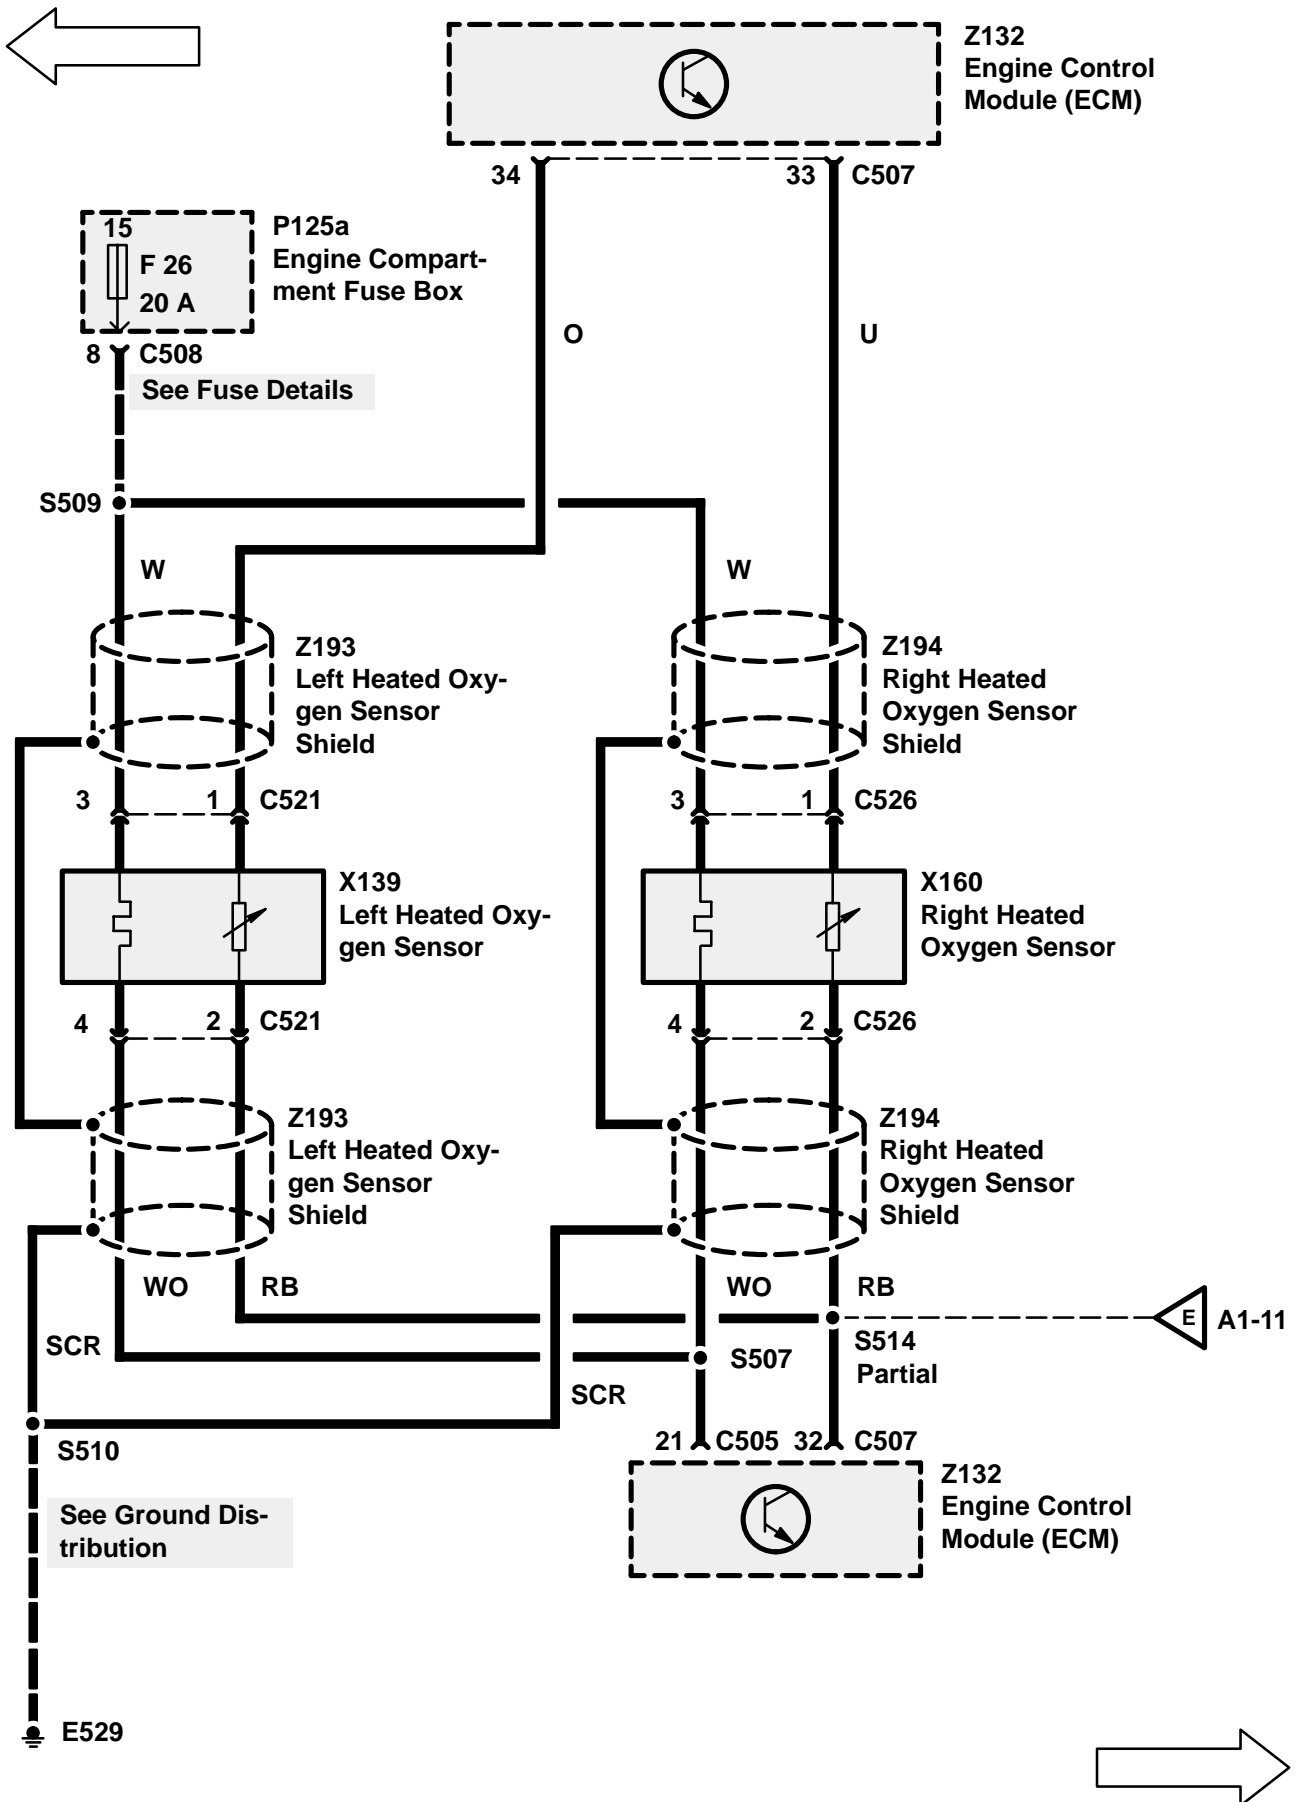 Z132
Engine Control
Module (ECM)
34
33
C507
15
F 26
20 A
P125a
Engine Compart-
ment Fuse Box
8
C508
See Fuse Details
O
U
S509
W
W
Z193
Left Heated Oxy-
gen Sensor
Shield
Z194
Right Heated
Oxygen Sensor
Shield
3
1
C521
3
1
C526
X139
Left Heated Oxy-
gen Sensor
X160
Right Heated
Oxygen Sensor
4
2
C521
4
2
C526
Z193
Left Heated Oxy-
gen Sensor
Shield
Z194
Right Heated
Oxygen Sensor
Shield
WO
RB
WO
RB
E
A1-11
SCR
S507
S514
Partial
SCR
S510
21
C505
32
C507
Z132
Engine Control
Module (ECM)
See Ground Dis-
tribution
E529